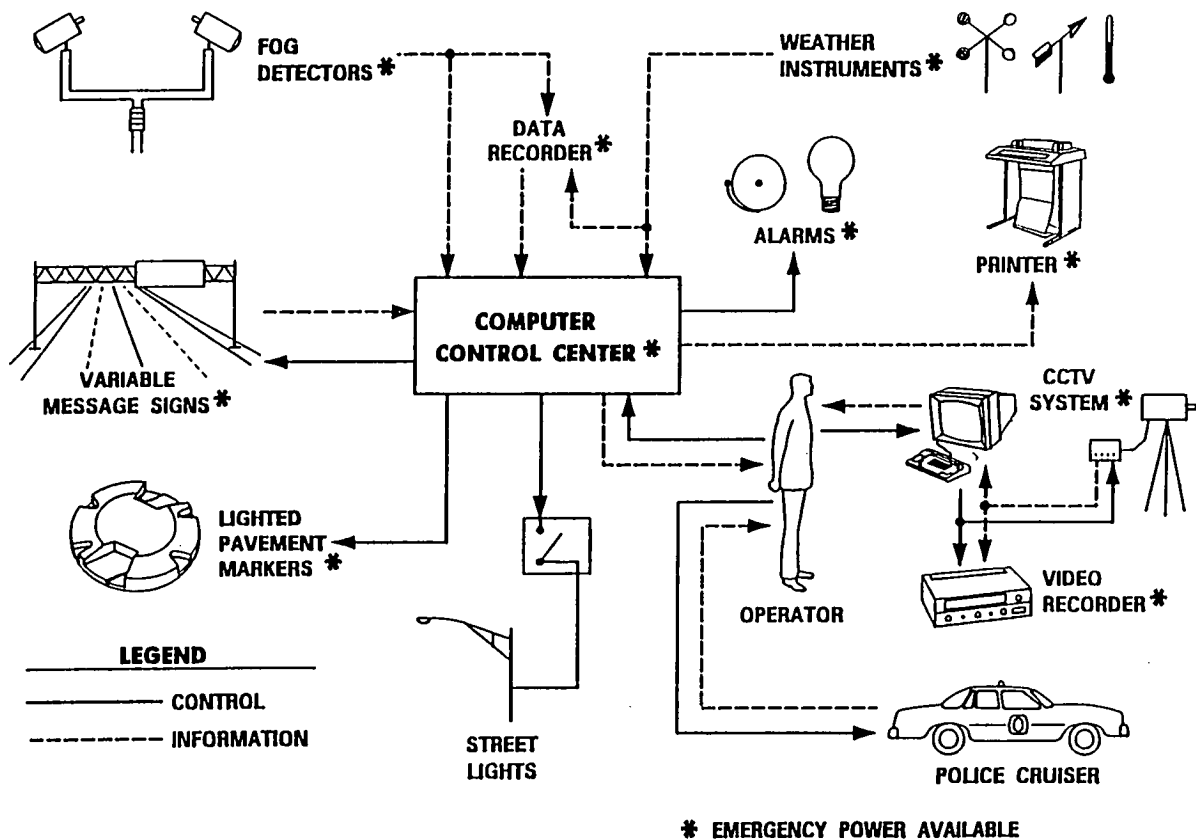 FOG
DETECTORS *
WEATHER
INSTRUMENTS *
DATA
RECORDER *
ALARMS *
PRINTER *
COMPUTER
CONTROL CENTER *
VARIABLE
MESSAGE SIGNS *
CCTV
SYSTEM *
LIGHTED
PAVEMENT
MARKERS *
OPERATOR
VIDEO
RECORDER *
LEGEND
CONTROL
INFORMATION
STREET
LIGHTS
POLICE CRUISER
* EMERGENCY POWER AVAILABLE